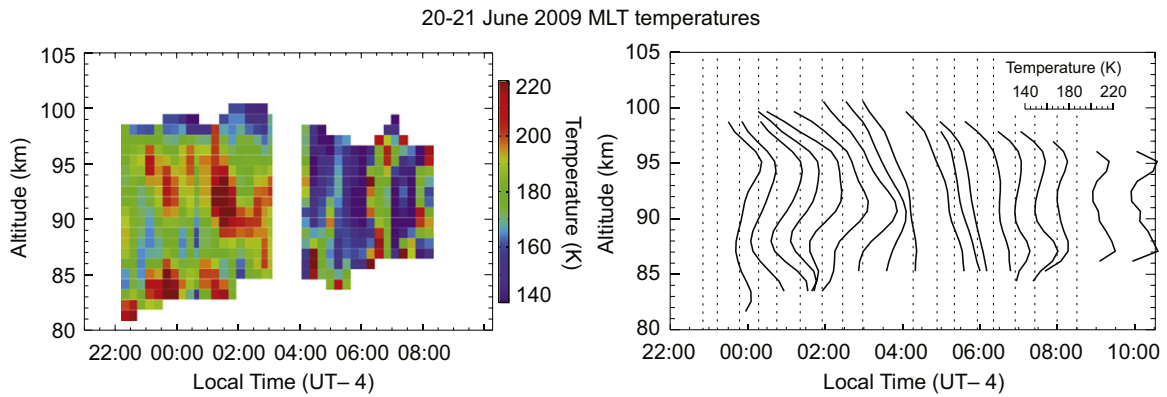 20-21 June 2009 MLT temperatures
105
100
95
90
85
80
Altitude (km)
22:00 00:00 02:00 04:00 06:00 08:00
Local Time (UT– 4)
220
200
180
160
140
Temperature (K)
105
100
95
90
85
80
Altitude (km)
Temperature (K)
140 180 220
22:00 00:00 02:00 04:00 06:00 08:00 10:00
Local Time (UT– 4)